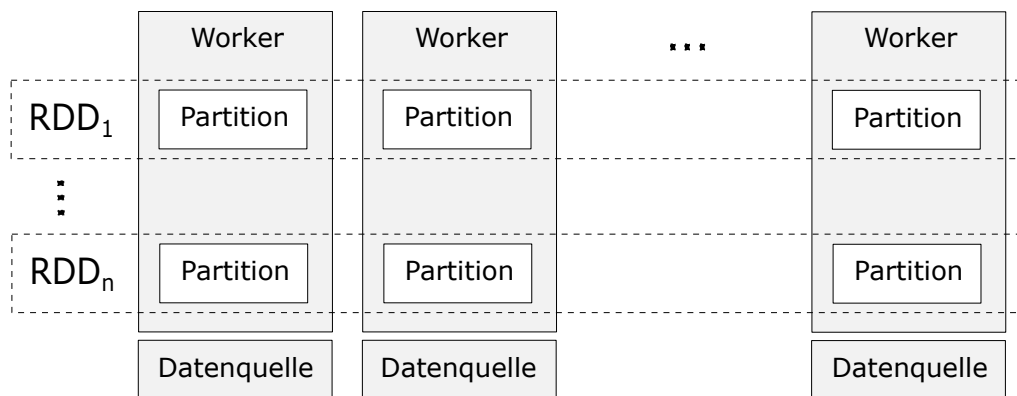 Worker Worker ... Worker
RDD₁ Partition Partition Partition
⋮
RDDₙ Partition Partition Partition
Datenquelle Datenquelle Datenquelle